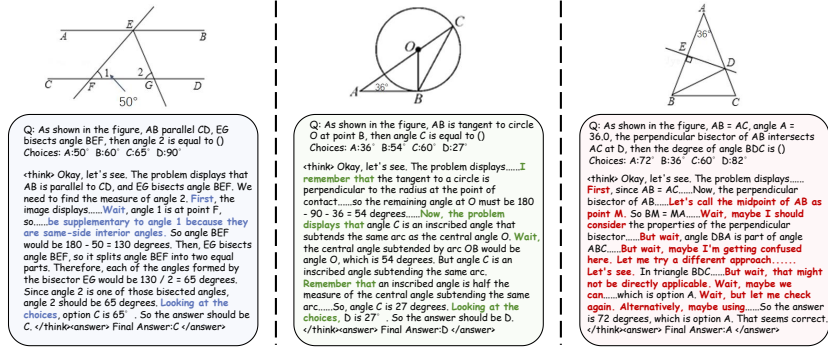 E
A
B
1
2
C
F
G
D
50°
Q: As shown in the figure, AB parallel CD, EG
bisects angle BEF, then angle 2 is equal to ()
Choices: A:50° B:60° C:65° D:90°
<think> Okay, let's see. The problem displays that
AB is parallel to CD, and EG bisects angle BEF. We
need to find the measure of angle 2. First, the
image displays......Wait, angle 1 is at point F,
so......be supplementary to angle 1 because they
are same-side interior angles. So angle BEF
would be 180 - 50 = 130 degrees. Then, EG bisects
angle BEF, so it splits angle BEF into two equal
parts. Therefore, each of the angles formed by
the bisector EG would be 130 / 2 = 65 degrees.
Since angle 2 is one of those bisected angles,
angle 2 should be 65 degrees. Looking at the
choices, option C is 65°. So the answer should be
C. </think><answer> Final Answer:C </answer>
C
O
36°
A
B
Q: As shown in the figure, AB is tangent to circle
O at point B, then angle C is equal to ()
Choices: A:36° B:54° C:60° D:27°
<think> Okay, let's see. The problem displays......I
remember that the tangent to a circle is
perpendicular to the radius at the point of
contact......so the remaining angle at O must be 180
- 90 - 36 = 54 degrees......Now, the problem
displays that angle C is an inscribed angle that
subtends the same arc as the central angle O. Wait,
the central angle subtended by arc OB would be
angle O, which is 54 degrees. But angle C is an
inscribed angle subtending the same arc.
Remember that an inscribed angle is half the
measure of the central angle subtending the same
arc......So, angle C is 27 degrees. Looking at the
choices, D is 27°. So the answer should be D.
</think><answer> Final Answer:D </answer>
A
36°
E
D
B
C
Q: As shown in the figure, AB = AC, angle A =
36.0, the perpendicular bisector of AB intersects
AC at D, then the degree of angle BDC is ()
Choices: A:72° B:36° C:60° D:82°
<think> Okay, let's see. The problem displays......
First, since AB = AC......Now, the perpendicular
bisector of AB......Let's call the midpoint of AB as
point M. So BM = MA......Wait, maybe I should
consider the properties of the perpendicular
bisector......But wait, angle DBA is part of angle
ABC......But wait, maybe I'm getting confused
here. Let me try a different approach......
Let's see. In triangle BDC......But wait, that might
not be directly applicable. Wait, maybe we
can......which is option A. Wait, but let me check
again. Alternatively, maybe using......So the answer
is 72 degrees, which is option A. That seems correct.
</think><answer> Final Answer:A </answer>